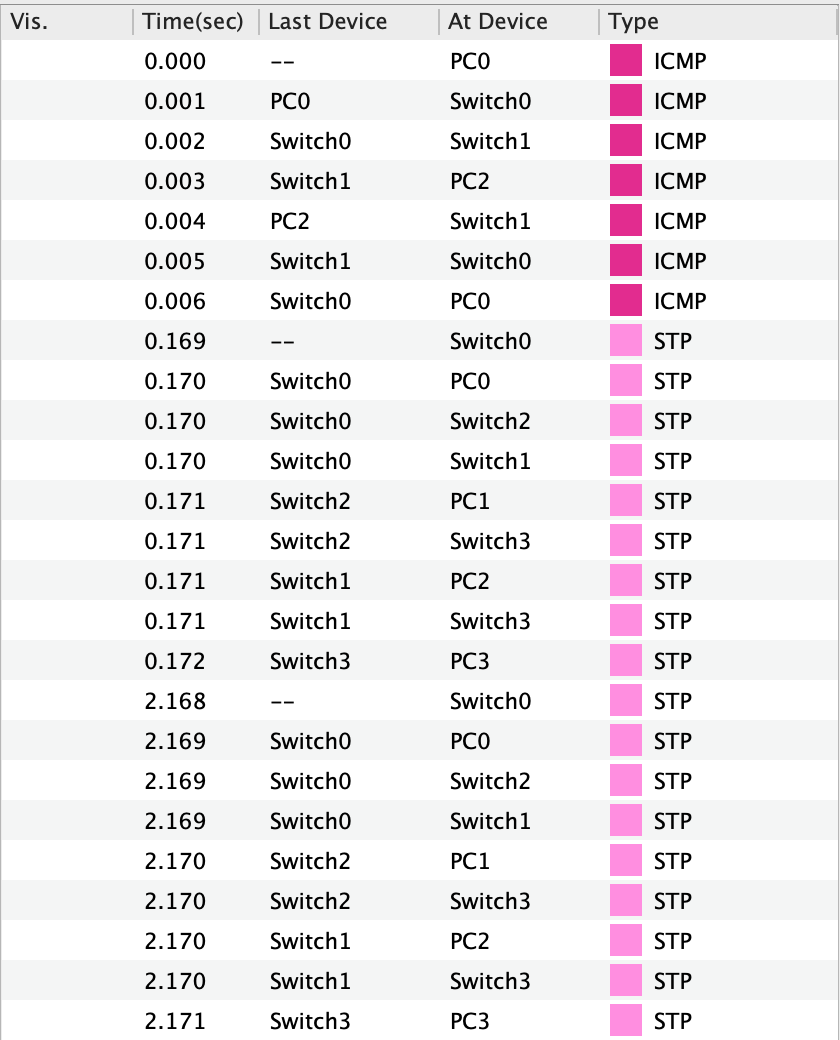 Vis. Time(sec) Last Device At Device Type
0.000 -- PC0 ICMP
0.001 PC0 Switch0 ICMP
0.002 Switch0 Switch1 ICMP
0.003 Switch1 PC2 ICMP
0.004 PC2 Switch1 ICMP
0.005 Switch1 Switch0 ICMP
0.006 Switch0 PC0 ICMP
0.169 -- Switch0 STP
0.170 Switch0 PC0 STP
0.170 Switch0 Switch2 STP
0.170 Switch0 Switch1 STP
0.171 Switch2 PC1 STP
0.171 Switch2 Switch3 STP
0.171 Switch1 PC2 STP
0.171 Switch1 Switch3 STP
0.172 Switch3 PC3 STP
2.168 -- Switch0 STP
2.169 Switch0 PC0 STP
2.169 Switch0 Switch2 STP
2.169 Switch0 Switch1 STP
2.170 Switch2 PC1 STP
2.170 Switch2 Switch3 STP
2.170 Switch1 PC2 STP
2.170 Switch1 Switch3 STP
2.171 Switch3 PC3 STP